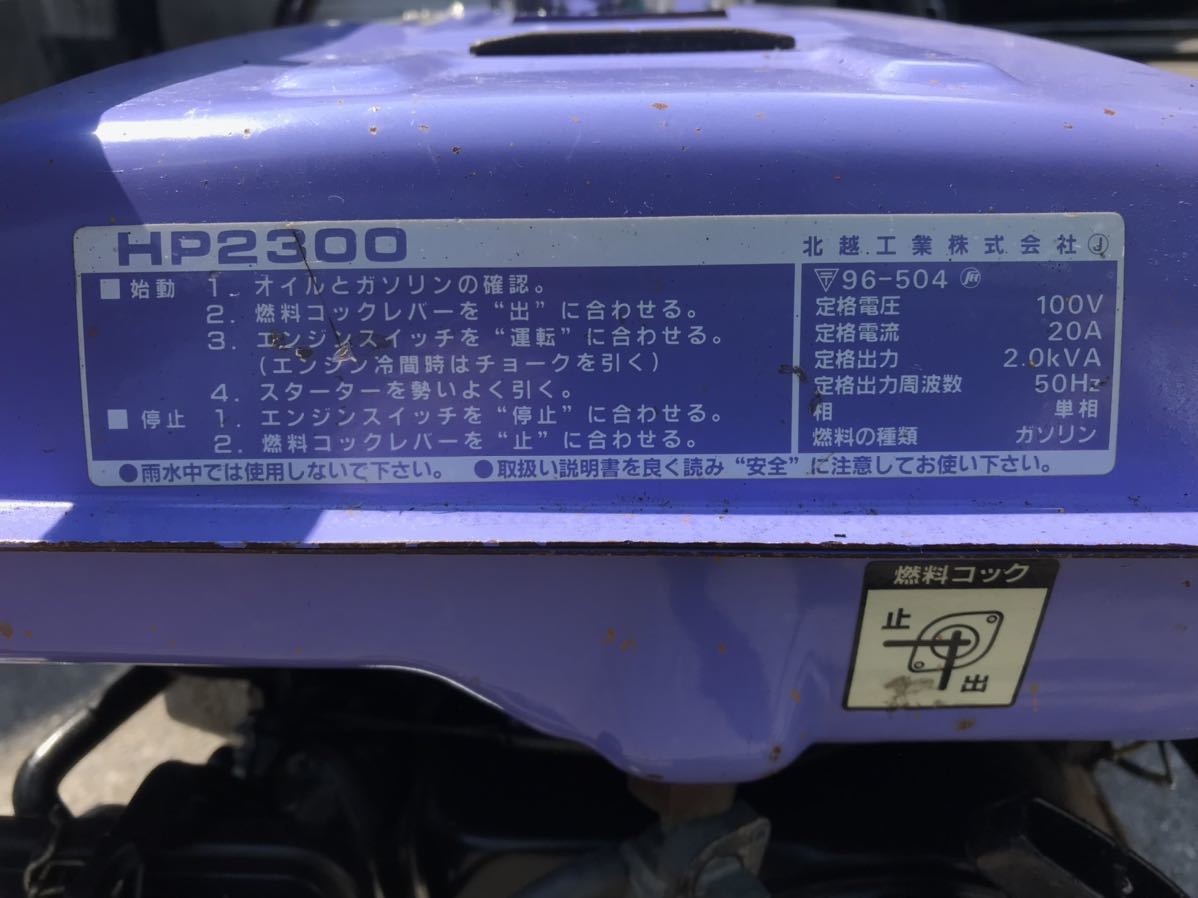 HP2300
北越工業株式会社 Ⓙ
■ 始動 1. オイルとガソリンの確認。
2. 燃料コックレバーを“出”に合わせる。
3. エンジンスイッチを“運転”に合わせる。
(エンジン冷間時はチョークを引く)
4. スターターを勢いよく引く。
■ 停止 1. エンジンスイッチを“停止”に合わせる。
2. 燃料コックレバーを“止”に合わせる。
〒96-504
定格電圧 100V
定格電流 20A
定格出力 2.0kVA
定格出力周波数 50Hz
相 単相
燃料の種類 ガソリン
●雨水中では使用しないで下さい。 ●取扱い説明書を良く読み“安全”に注意してお使い下さい。
燃料コック
止
出